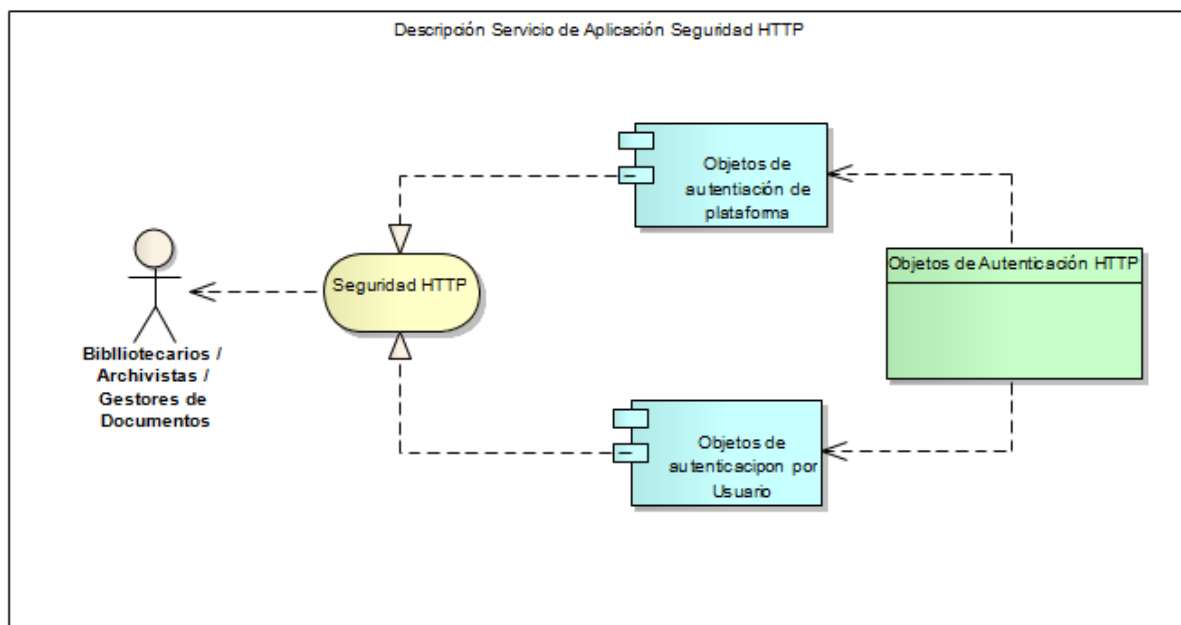 Descripción Servicio de Aplicación Seguridad HTTP
Objetos de
autentiación de
plataforma
Objetos de Autenticación HTTP
Seguridad HTTP
Biblliotecarios /
Archivistas /
Gestores de
Documentos
Objetos de
autenticacipon por
Usuario